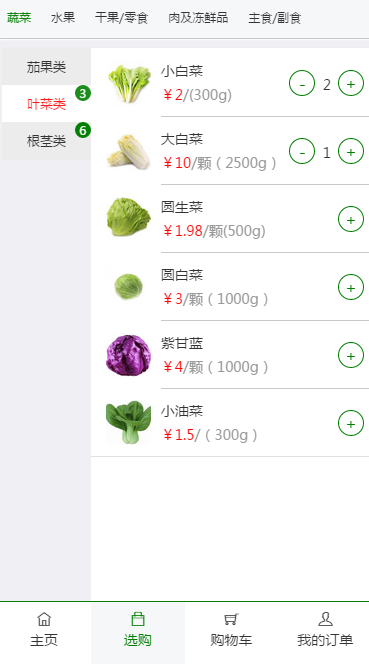 蔬菜 水果 干果/零食 肉及冻鲜品 主食/副食
茄果类
叶菜类 3
根茎类 6
小白菜
￥2/(300g)
- 2 +
大白菜
￥10/颗（2500g）
- 1 +
圆生菜
￥1.98/颗(500g)
+
圆白菜
￥3/颗（1000g）
+
紫甘蓝
￥4/颗（1000g）
+
小油菜
￥1.5/（300g）
+
主页 选购 购物车 我的订单